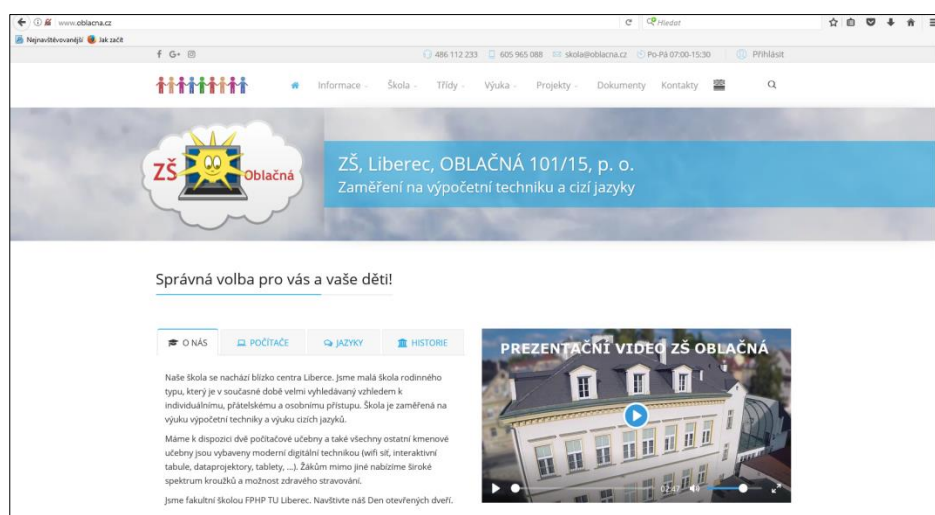 www.oblacna.cz
Hledat
Nejnavštěvovanější Jak začít
486 112 233 605 965 088 skola@oblacna.cz Po-Pá 07:00-15:30 Přihlásit
Informace Škola Třídy Výuka Projekty Dokumenty Kontakty
ZŠ Oblačná
ZŠ, Liberec, OBLAČNÁ 101/15, p. o.
Zaměření na výpočetní techniku a cizí jazyky
Správná volba pro vás a vaše děti!
O NÁS POČÍTAČE JAZYKY HISTORIE
Naše škola se nachází blízko centra Liberce. Jsme malá škola rodinného
typu, který je v současné době velmi vyhledávaný vzhledem k
individuálnímu, přátelskému a osobnímu přístupu. Škola je zaměřená na
výuku výpočetní techniky a výuku cizích jazyků.
Máme k dispozici dvě počítačové učebny a také všechny ostatní kmenové
učebny jsou vybaveny moderní digitální technikou (wifi síť, interaktivní
tabule, dataprojektory, tablety, ...). Žákům mimo jiné nabízíme široké
spektrum kroužků a možnost zdravého stravování.
Jsme fakultní školou FPHP TU Liberec. Navštivte náš Den otevřených dveří.
PREZENTAČNÍ VIDEO ZŠ OBLAČNÁ
02:47